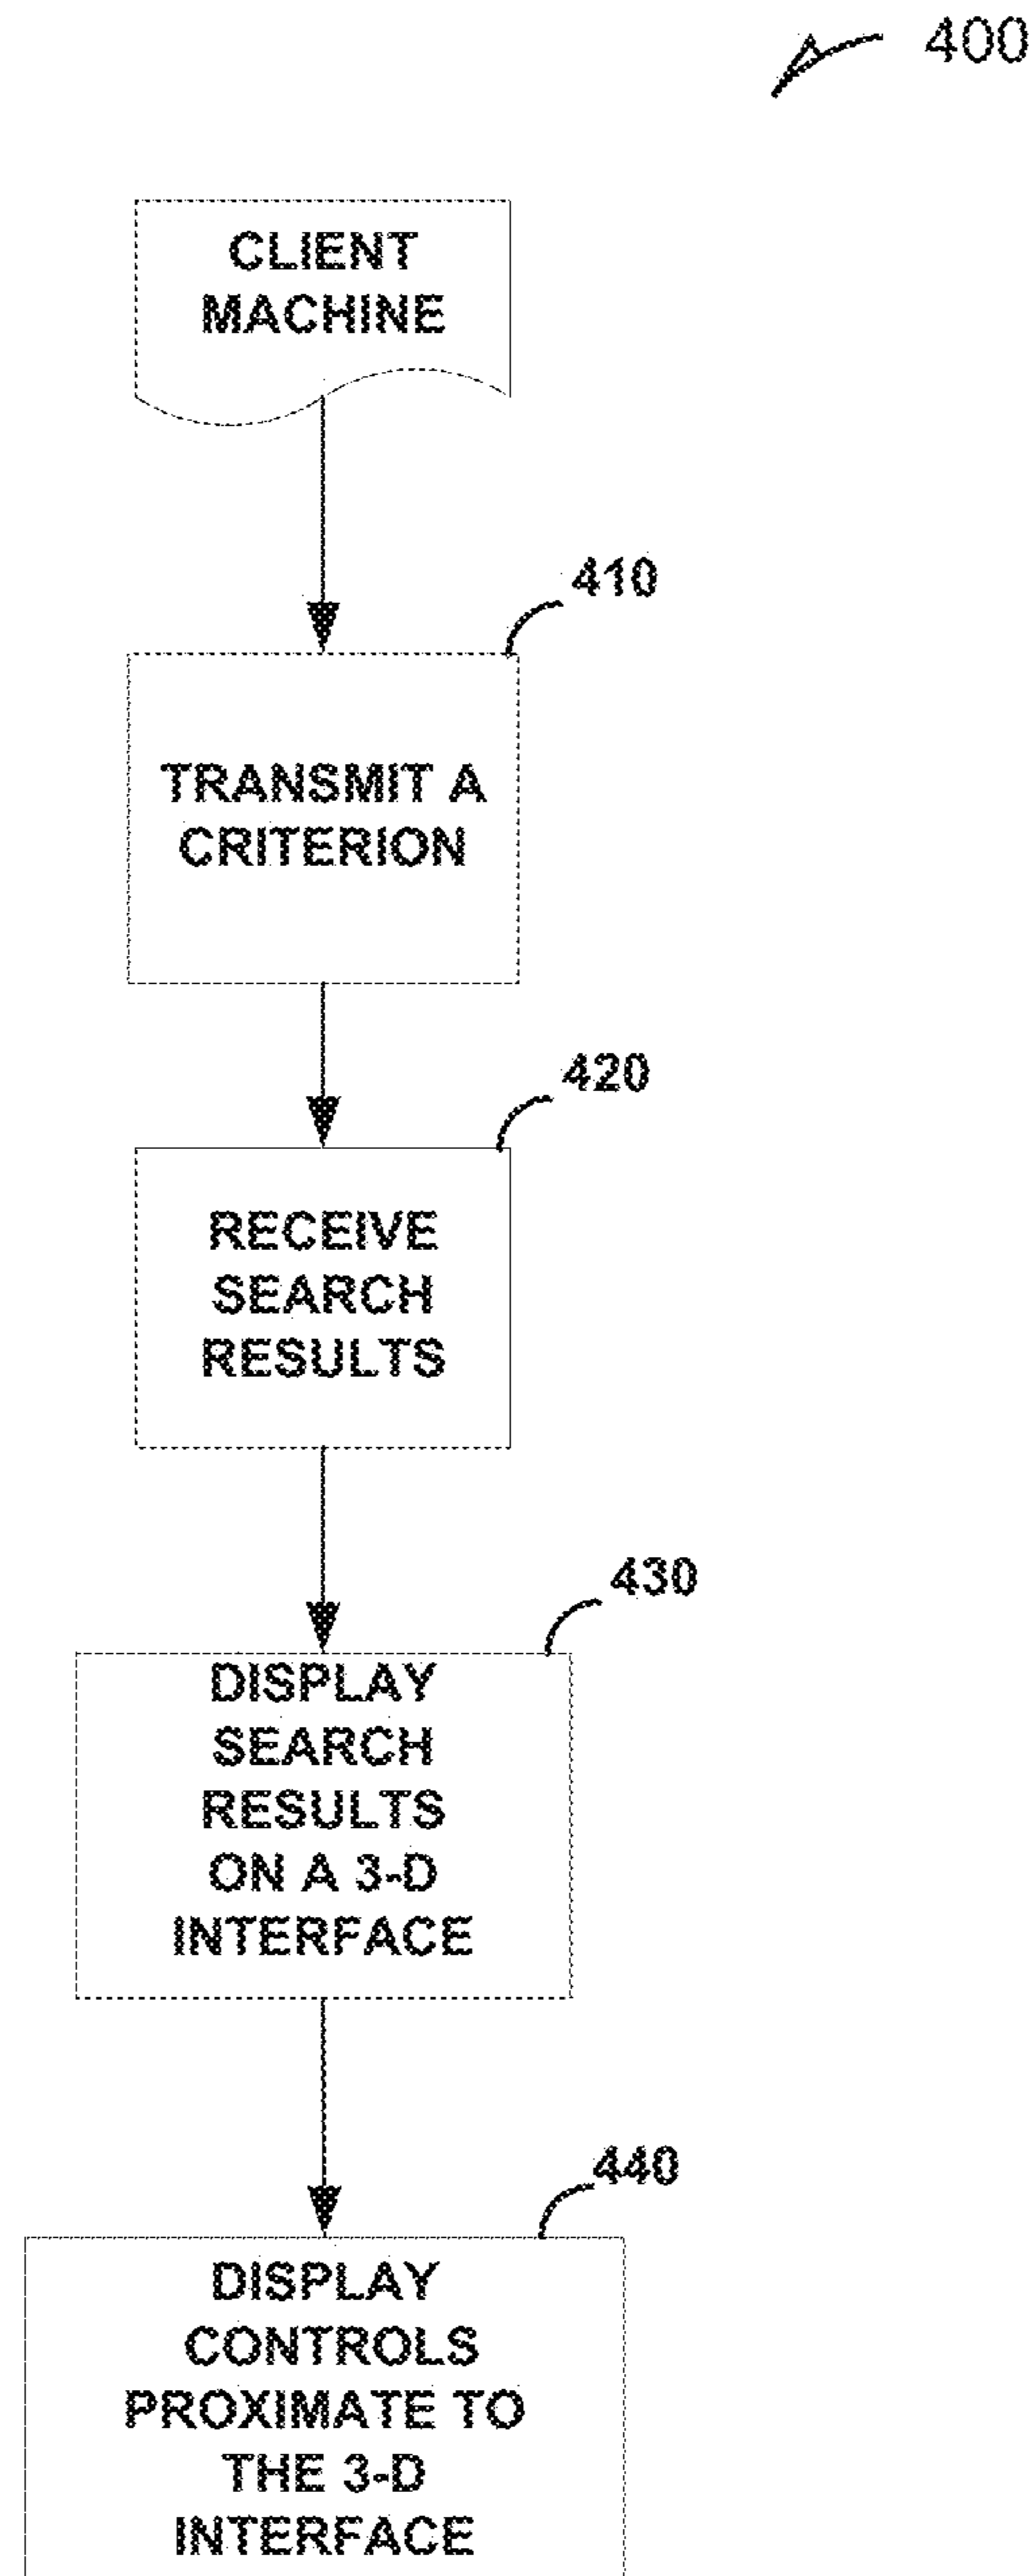 400
CLIENT
MACHINE
410
TRANSMIT A
CRITERION
420
RECEIVE
SEARCH
RESULTS
430
DISPLAY
SEARCH
RESULTS
ON A 3-D
INTERFACE
440
DISPLAY
CONTROLS
PROXIMATE TO
THE 3-D
INTERFACE